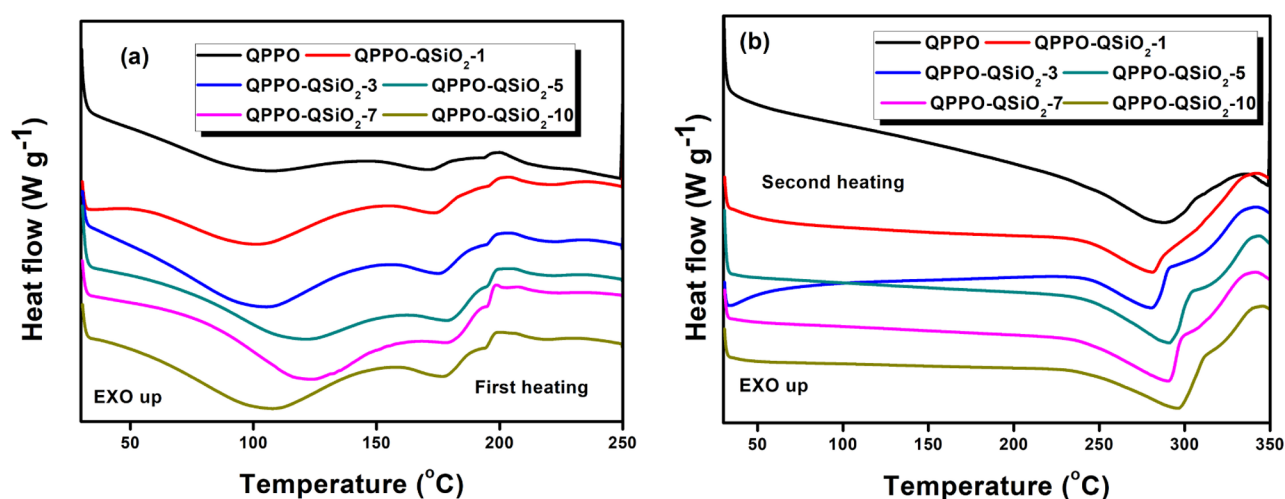 (a)
QPPO QPPO-QSiO₂-1
QPPO-QSiO₂-3 QPPO-QSiO₂-5
QPPO-QSiO₂-7 QPPO-QSiO₂-10
Heat flow (W g⁻¹)
EXO up
First heating
50 100 150 200 250
Temperature (°C)
(b)
QPPO QPPO-QSiO₂-1
QPPO-QSiO₂-3 QPPO-QSiO₂-5
QPPO-QSiO₂-7 QPPO-QSiO₂-10
Heat flow (W g⁻¹)
Second heating
EXO up
50 100 150 200 250 300 350
Temperature (°C)